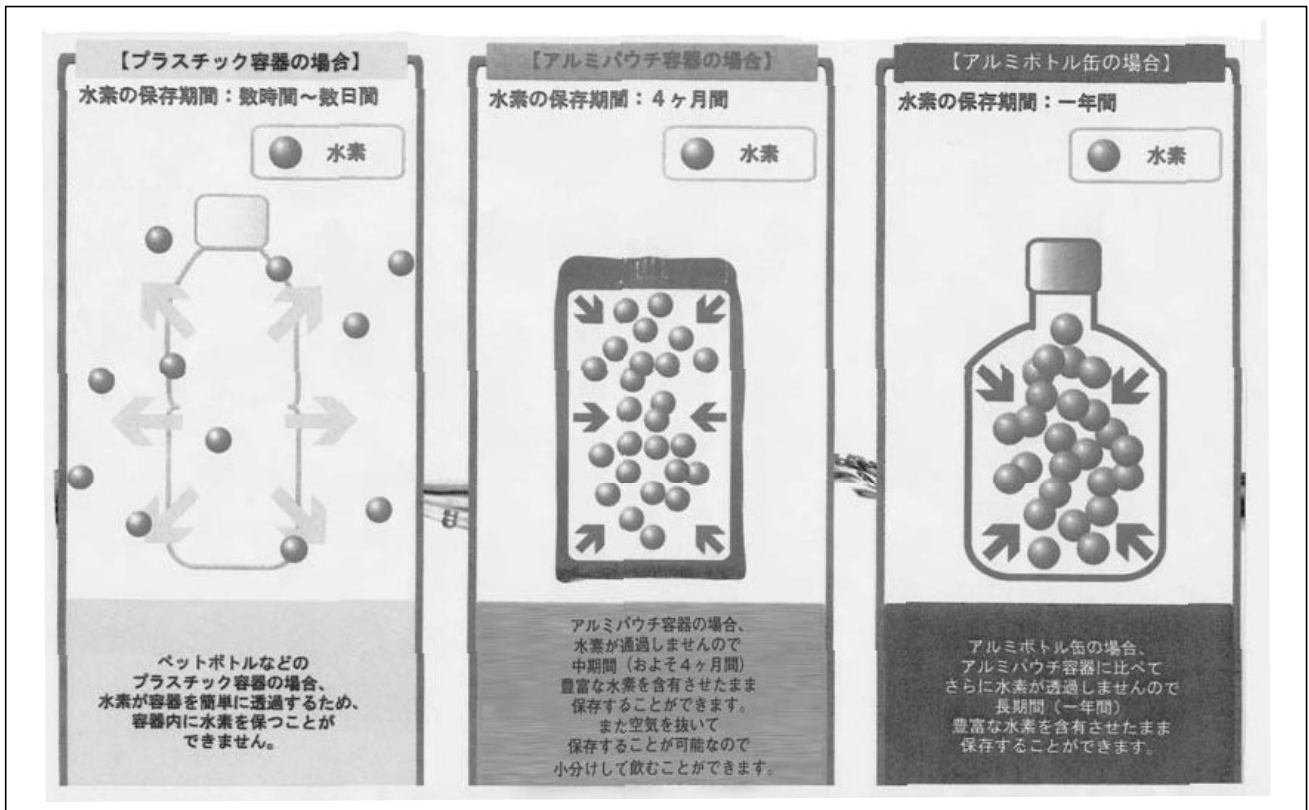 【プラスチック容器の場合】
水素の保存期間：数時間～数日間
水素
ペットボトルなどの
プラスチック容器の場合、
水素が容器を簡単に透過するため、
容器内に水素を保つことが
できません。
【アルミパウチ容器の場合】
水素の保存期間：４ヶ月間
水素
アルミパウチ容器の場合、
水素が通過しませんので
中期間（およそ４ヶ月間）
豊富な水素を含有させたまま
保存することができます。
また空気を抜いて
保存することが可能なので
小分けして飲むことができます。
【アルミボトル缶の場合】
水素の保存期間：一年間
水素
アルミボトル缶の場合、
アルミパウチ容器に比べて
さらに水素が透過しませんので
長期間（一年間）
豊富な水素を含有させたまま
保存することができます。